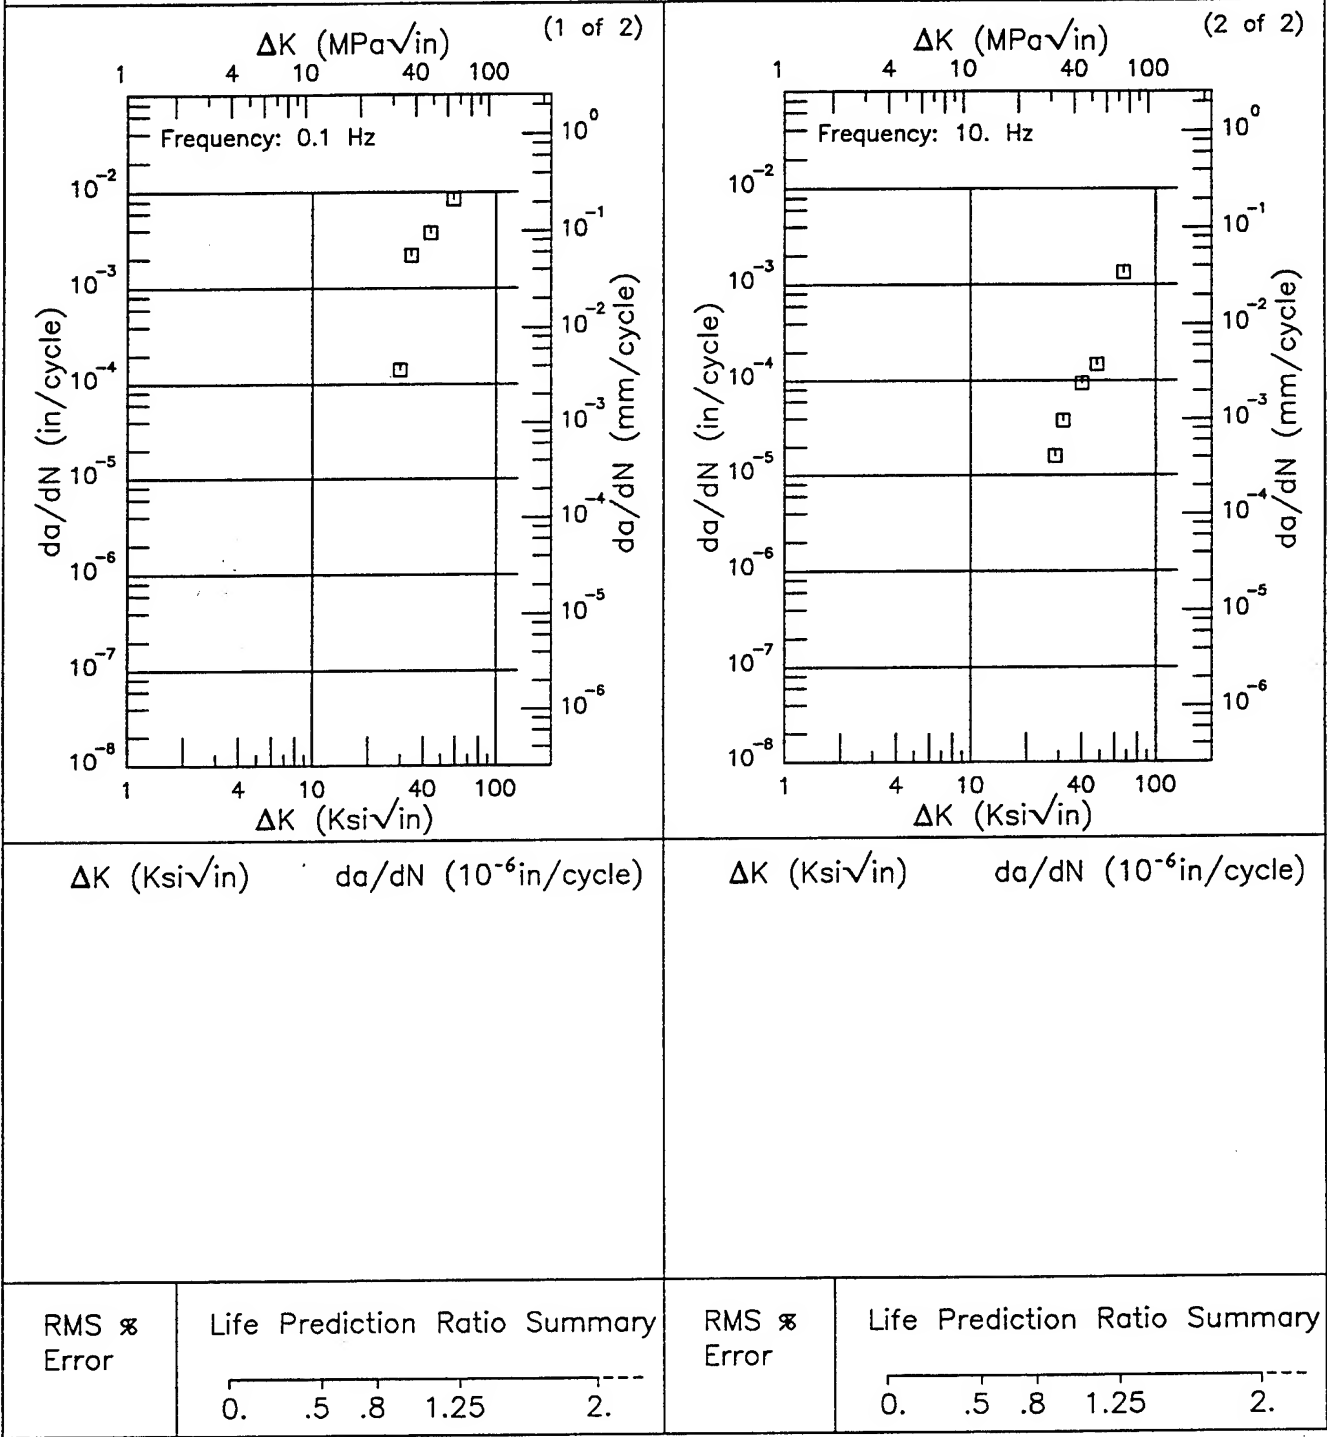 (1 of 2)
ΔK (MPa√in)
1 4 10 40 100
Frequency: 0.1 Hz
10⁰
10⁻²
10⁻¹
10⁻³
10⁻²
10⁻⁴
10⁻³
10⁻⁵
10⁻⁴
10⁻⁶
10⁻⁵
10⁻⁷
10⁻⁶
10⁻⁸
da/dN (in/cycle)
da/dN (mm/cycle)
1 4 10 40 100
ΔK (Ksi√in)
ΔK (Ksi√in) da/dN (10⁻⁶in/cycle)
RMS %
Error
Life Prediction Ratio Summary
0. .5 .8 1.25 2.
(2 of 2)
ΔK (MPa√in)
1 4 10 40 100
Frequency: 10. Hz
10⁰
10⁻²
10⁻¹
10⁻³
10⁻²
10⁻⁴
10⁻³
10⁻⁵
10⁻⁴
10⁻⁶
10⁻⁵
10⁻⁷
10⁻⁶
10⁻⁸
da/dN (in/cycle)
da/dN (mm/cycle)
1 4 10 40 100
ΔK (Ksi√in)
ΔK (Ksi√in) da/dN (10⁻⁶in/cycle)
RMS %
Error
Life Prediction Ratio Summary
0. .5 .8 1.25 2.